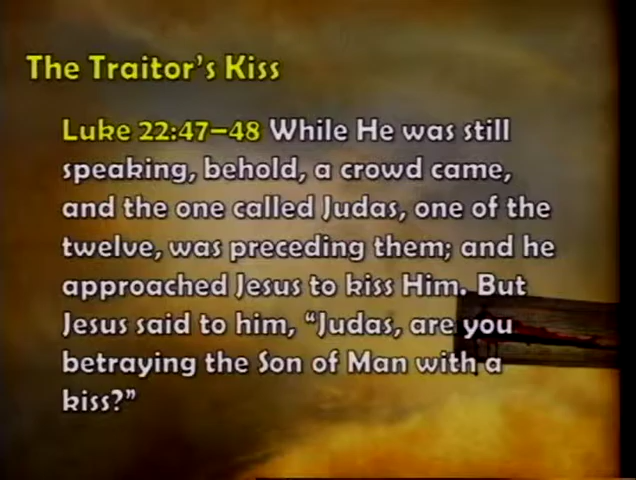 The Traitor's Kiss
Luke 22:47–48 While He was still
speaking, behold, a crowd came,
and the one called Judas, one of the
twelve, was preceding them; and he
approached Jesus to kiss Him. But
Jesus said to him, “Judas, are you
betraying the Son of Man with a
kiss?”